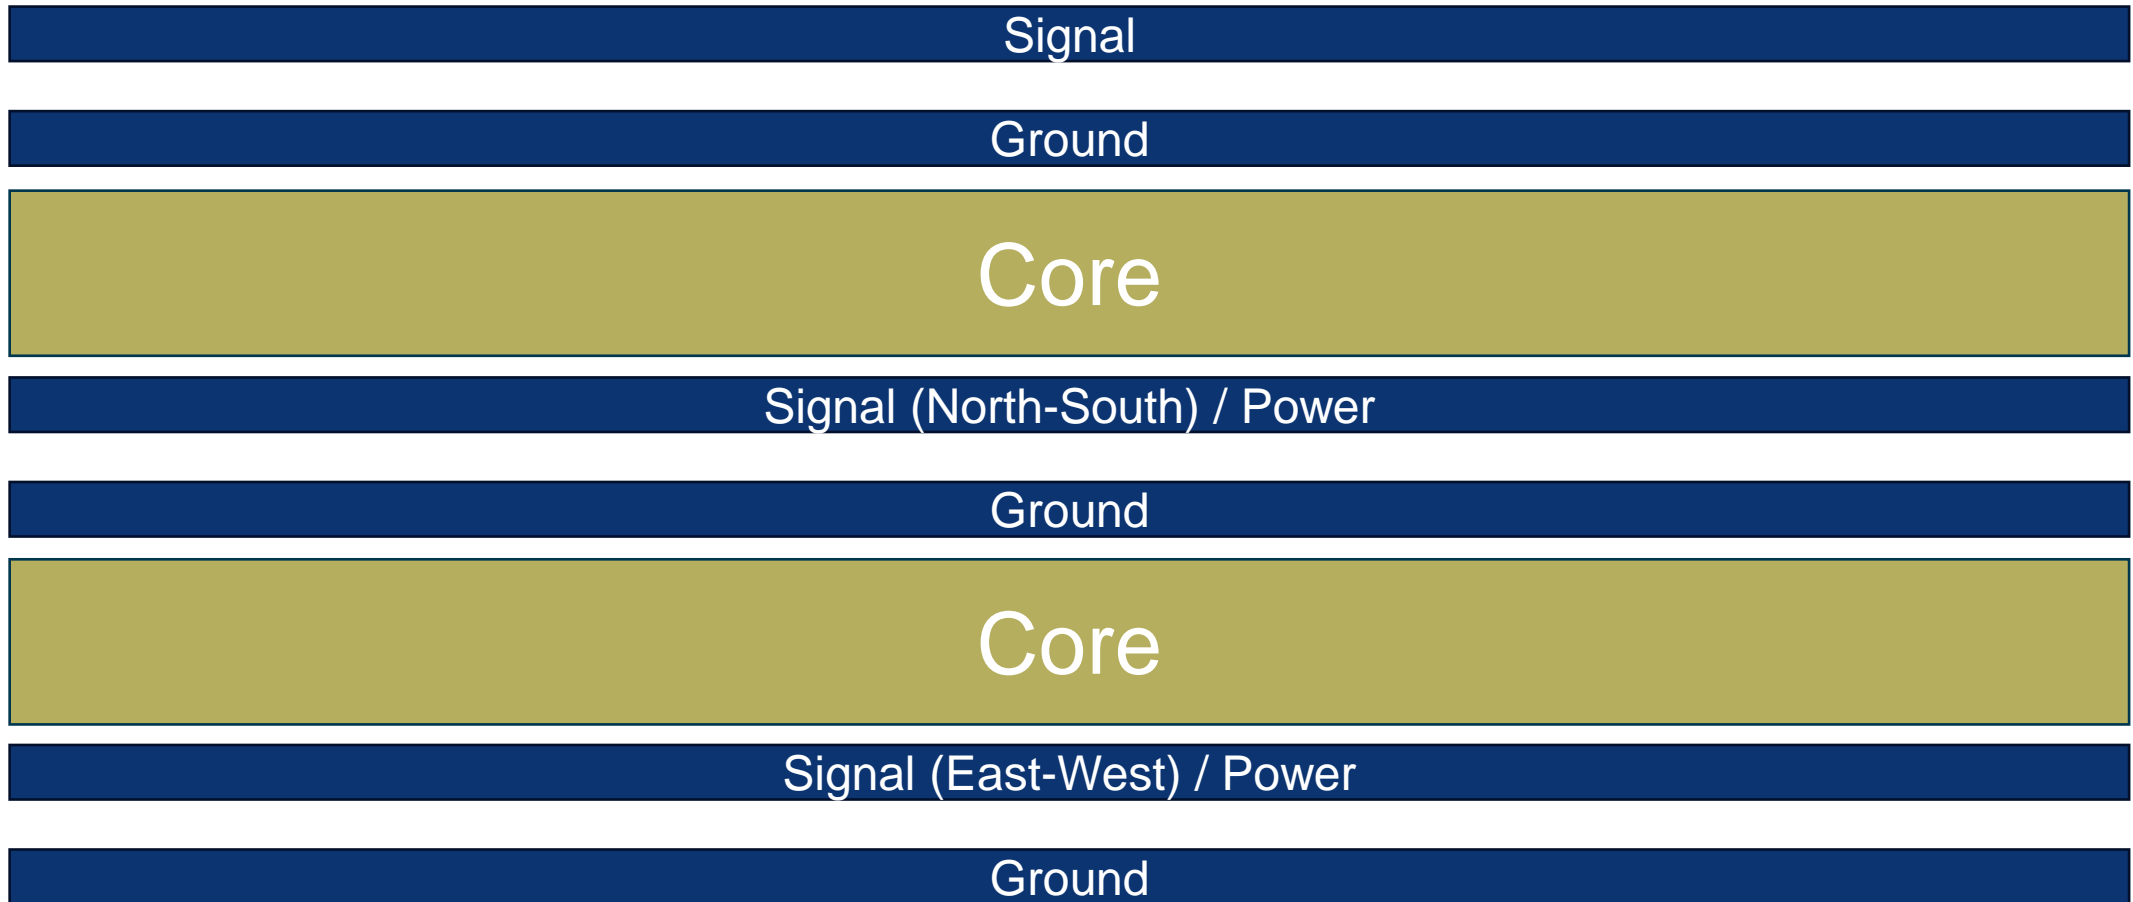 Signal
Ground
Core
Signal (North-South) / Power
Ground
Core
Signal (East-West) / Power
Ground